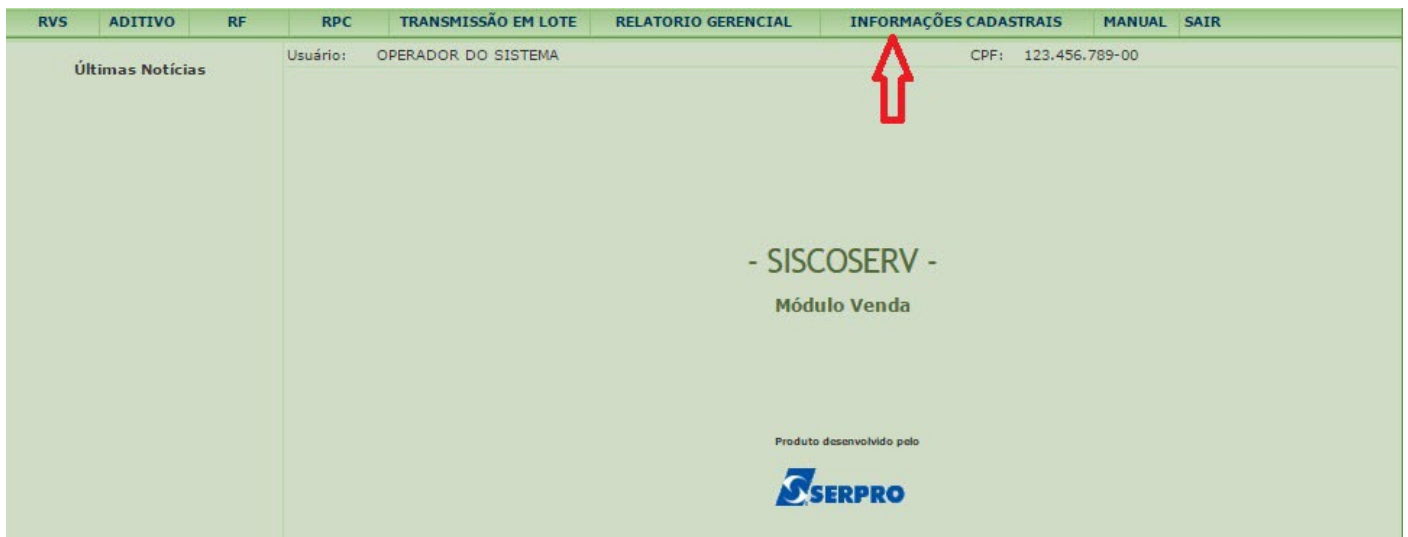 RVS ADITIVO RF RPC TRANSMISSÃO EM LOTE RELATORIO GERENCIAL INFORMAÇÕES CADASTRAIS MANUAL SAIR
Últimas Notícias
Usuário: OPERADOR DO SISTEMA CPF: 123.456.789-00
- SISCOSERV -
Módulo Venda
Produto desenvolvido pelo
SERPRO